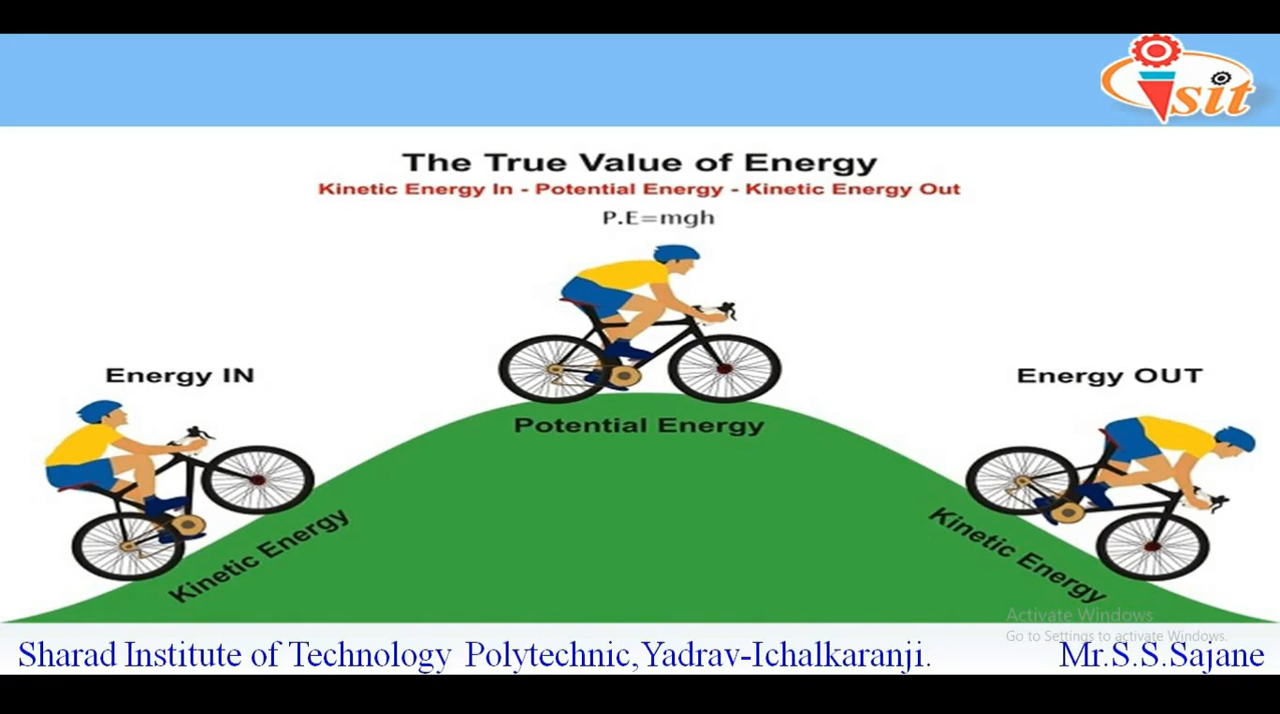 sit
The True Value of Energy
Kinetic Energy In - Potential Energy - Kinetic Energy Out
P.E=mgh
Energy IN
Energy OUT
Potential Energy
Kinetic Energy
Kinetic Energy
Activate Windows
Go to Settings to activate Windows.
Sharad Institute of Technology Polytechnic,Yadrav-Ichalkaranji.
Mr.S.S.Sajane